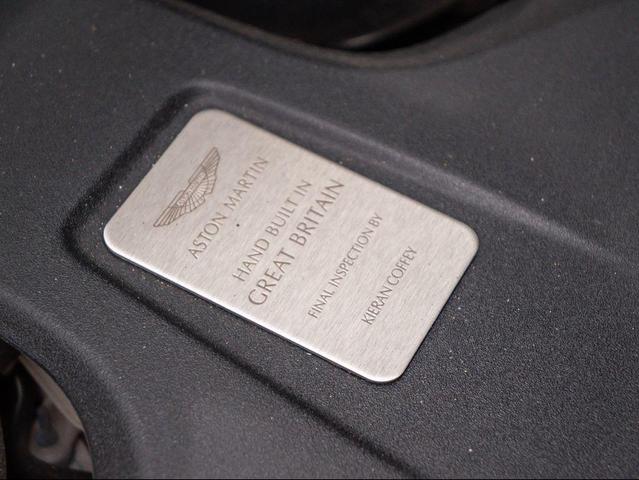 ASTON MARTIN
HAND BUILT IN
GREAT BRITAIN
FINAL INSPECTION BY
KIERAN COFFEY